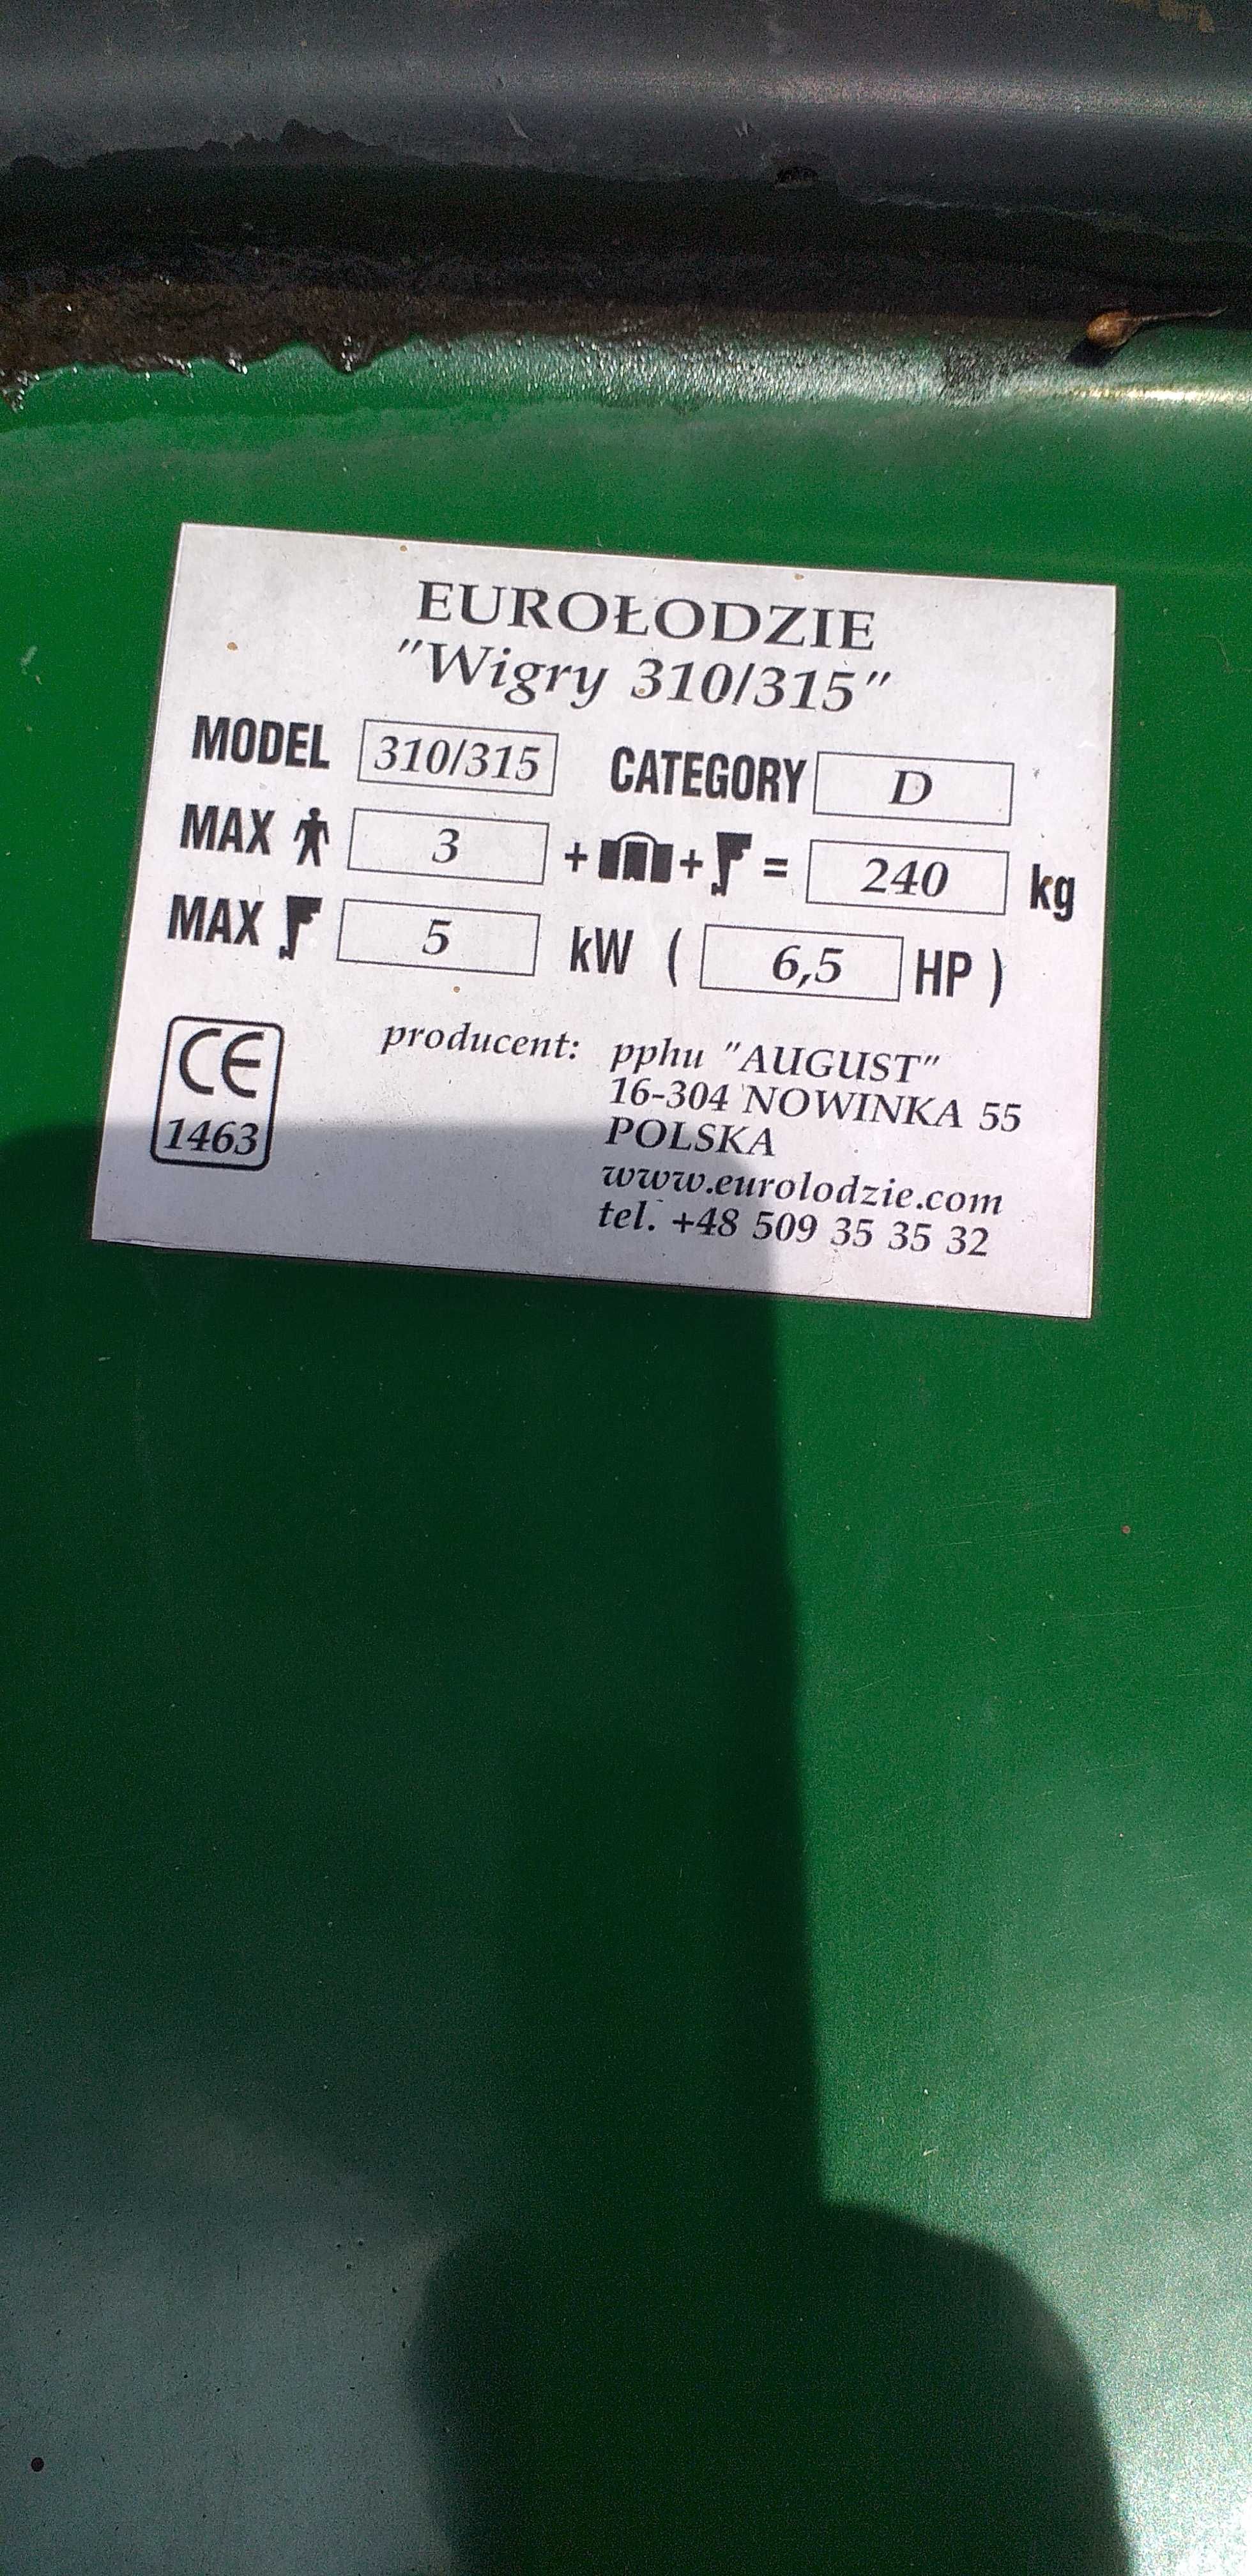 EUROŁODZIE
"Wigry 310/315"
MODEL 310/315 CATEGORY D
MAX 3 + + = 240 kg
MAX 5 kW ( 6,5 HP )
CE producent: pphu "AUGUST"
16-304 NOWINKA 55
1463 POLSKA
www.eurolodzie.com
tel. +48 509 35 35 32